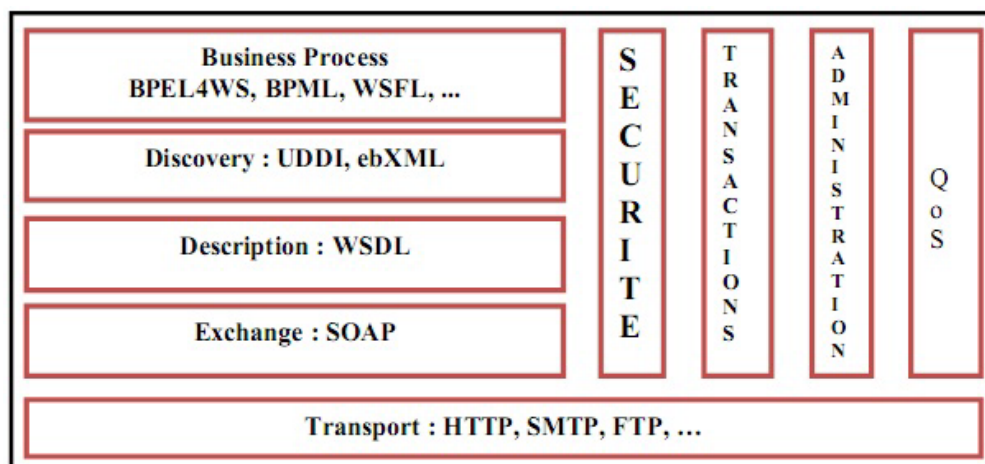 Business Process
BPEL4WS, BPML, WSFL, ...
Discovery : UDDI, ebXML
Description : WSDL
Exchange : SOAP
SECURITE
TRANSACTIONS
ADMINISTRATION
QoS
Transport : HTTP, SMTP, FTP, …